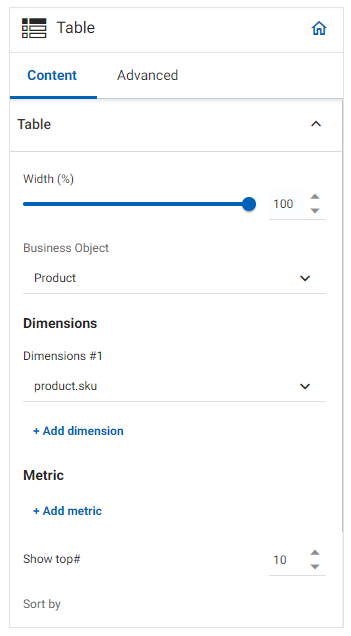 Table
Content Advanced
Table
Width (%)
100
Business Object
Product
Dimensions
Dimensions #1
product.sku
+ Add dimension
Metric
+ Add metric
Show top# 10
Sort by